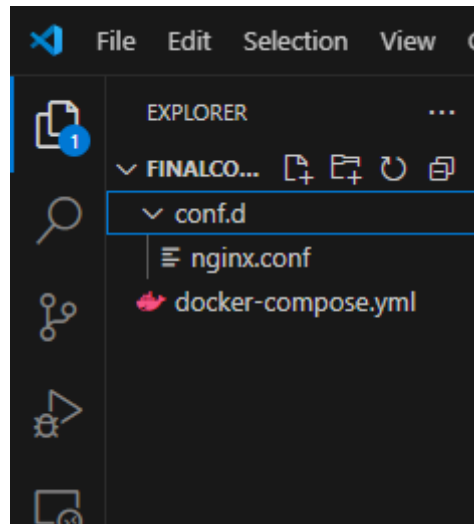 File Edit Selection View
EXPLORER ...
FINALCO...
conf.d
nginx.conf
docker-compose.yml
1